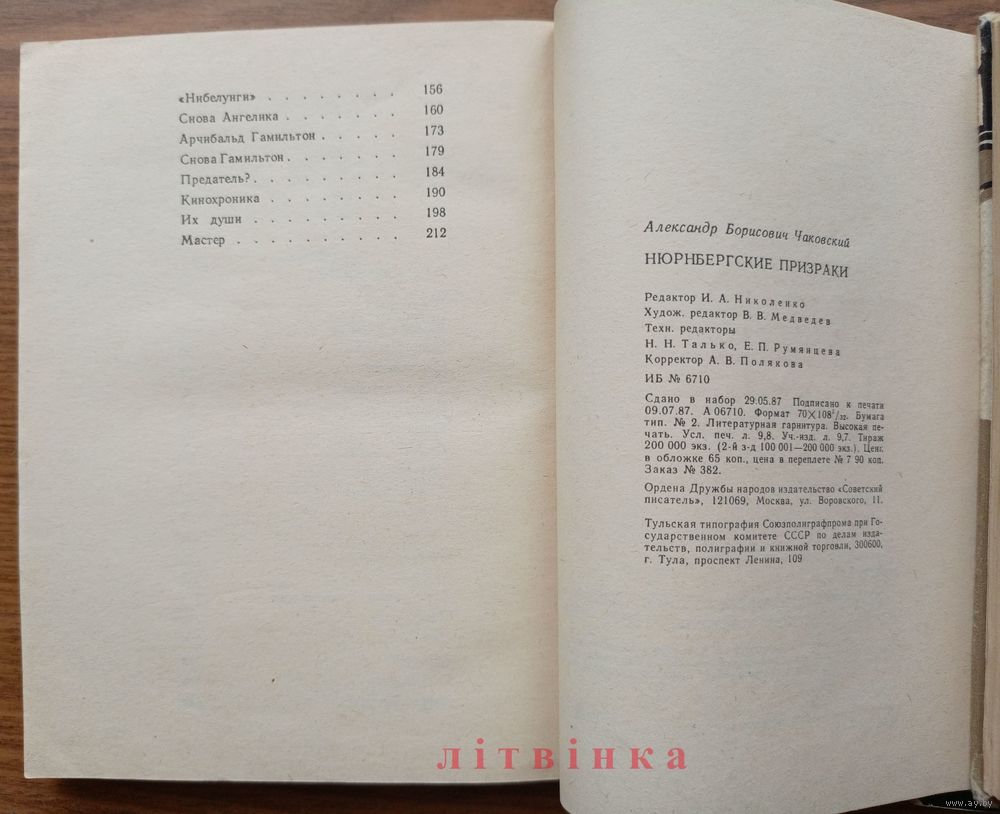 «Нибелунги» . . . . . . . . 156
Снова Ангелика . . . . . . . 160
Арчибальд Гамильтон . . . . . 173
Снова Гамильтон . . . . . . . 179
Предатель? . . . . . . . . . 184
Кинохроника . . . . . . . . 190
Их души . . . . . . . . . 198
Мастер . . . . . . . . . . 212
Александр Борисович Чаковский
НЮРНБЕРГСКИЕ ПРИЗРАКИ
Редактор И. А. Николенко
Худож. редактор В. В. Медведев
Техн. редакторы
Н. Н. Талько, Е. П. Румянцева
Корректор А. В. Полякова
ИБ № 6710
Сдано в набор 29.05.87 Подписано к печати
09.07.87. А 06710. Формат 70×108¹/₃₂. Бумага
тип. № 2. Литературная гарнитура. Высокая пе-
чать. Усл. печ. л. 9,8. Уч.-изд. л. 9,7. Тираж
200 000 экз. (2-й з-д 100 001—200 000 экз.). Цена
в обложке 65 коп., цена в переплете № 7 90 коп.
Заказ № 382.
Ордена Дружбы народов издательство «Советский
писатель», 121069, Москва, ул. Воровского, 11.
Тульская типография Союзполиграфпрома при Го-
сударственном комитете СССР по делам изда-
тельств, полиграфии и книжной торговли, 300600,
г. Тула, проспект Ленина, 109
літвінка
www.ay.by